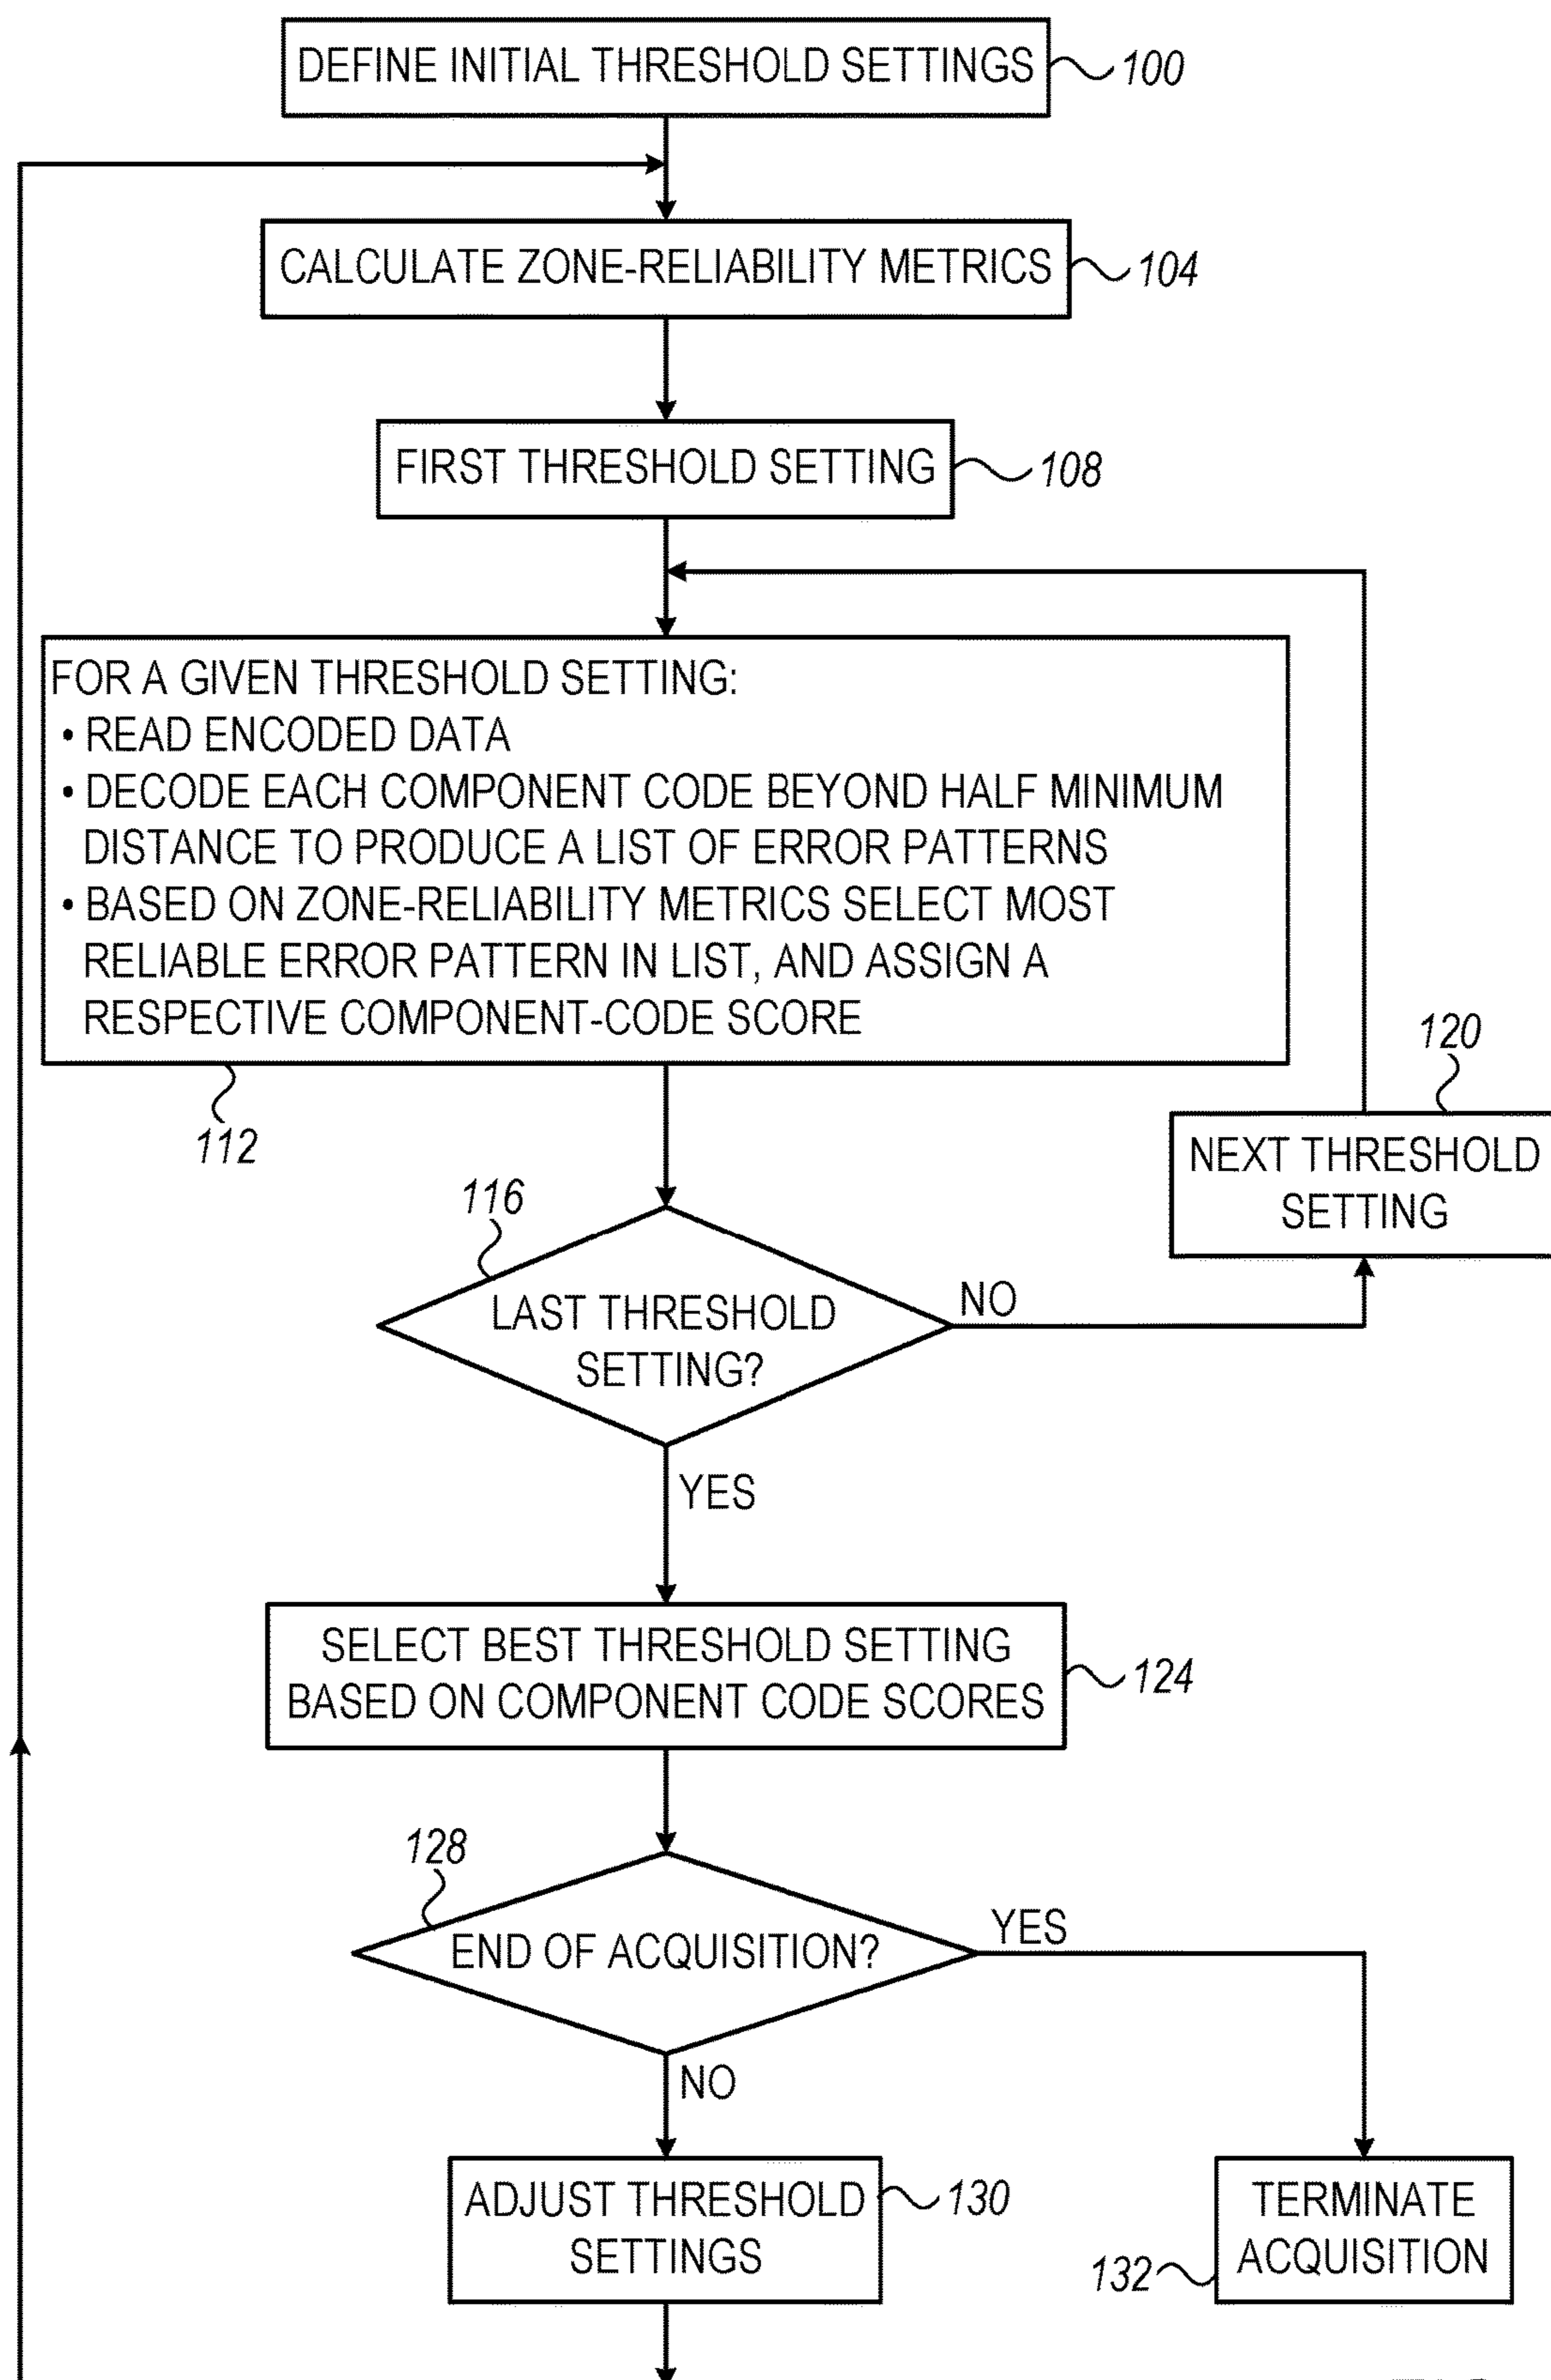 DEFINE INITIAL THRESHOLD SETTINGS
100
CALCULATE ZONE-RELIABILITY METRICS
104
FIRST THRESHOLD SETTING
108
FOR A GIVEN THRESHOLD SETTING:
• READ ENCODED DATA
• DECODE EACH COMPONENT CODE BEYOND HALF MINIMUM
DISTANCE TO PRODUCE A LIST OF ERROR PATTERNS
• BASED ON ZONE-RELIABILITY METRICS SELECT MOST
RELIABLE ERROR PATTERN IN LIST, AND ASSIGN A
RESPECTIVE COMPONENT-CODE SCORE
112
120
NEXT THRESHOLD
SETTING
116
LAST THRESHOLD
SETTING?
NO
YES
SELECT BEST THRESHOLD SETTING
BASED ON COMPONENT CODE SCORES
124
128
END OF ACQUISITION?
YES
NO
ADJUST THRESHOLD
SETTINGS
130
TERMINATE
ACQUISITION
132